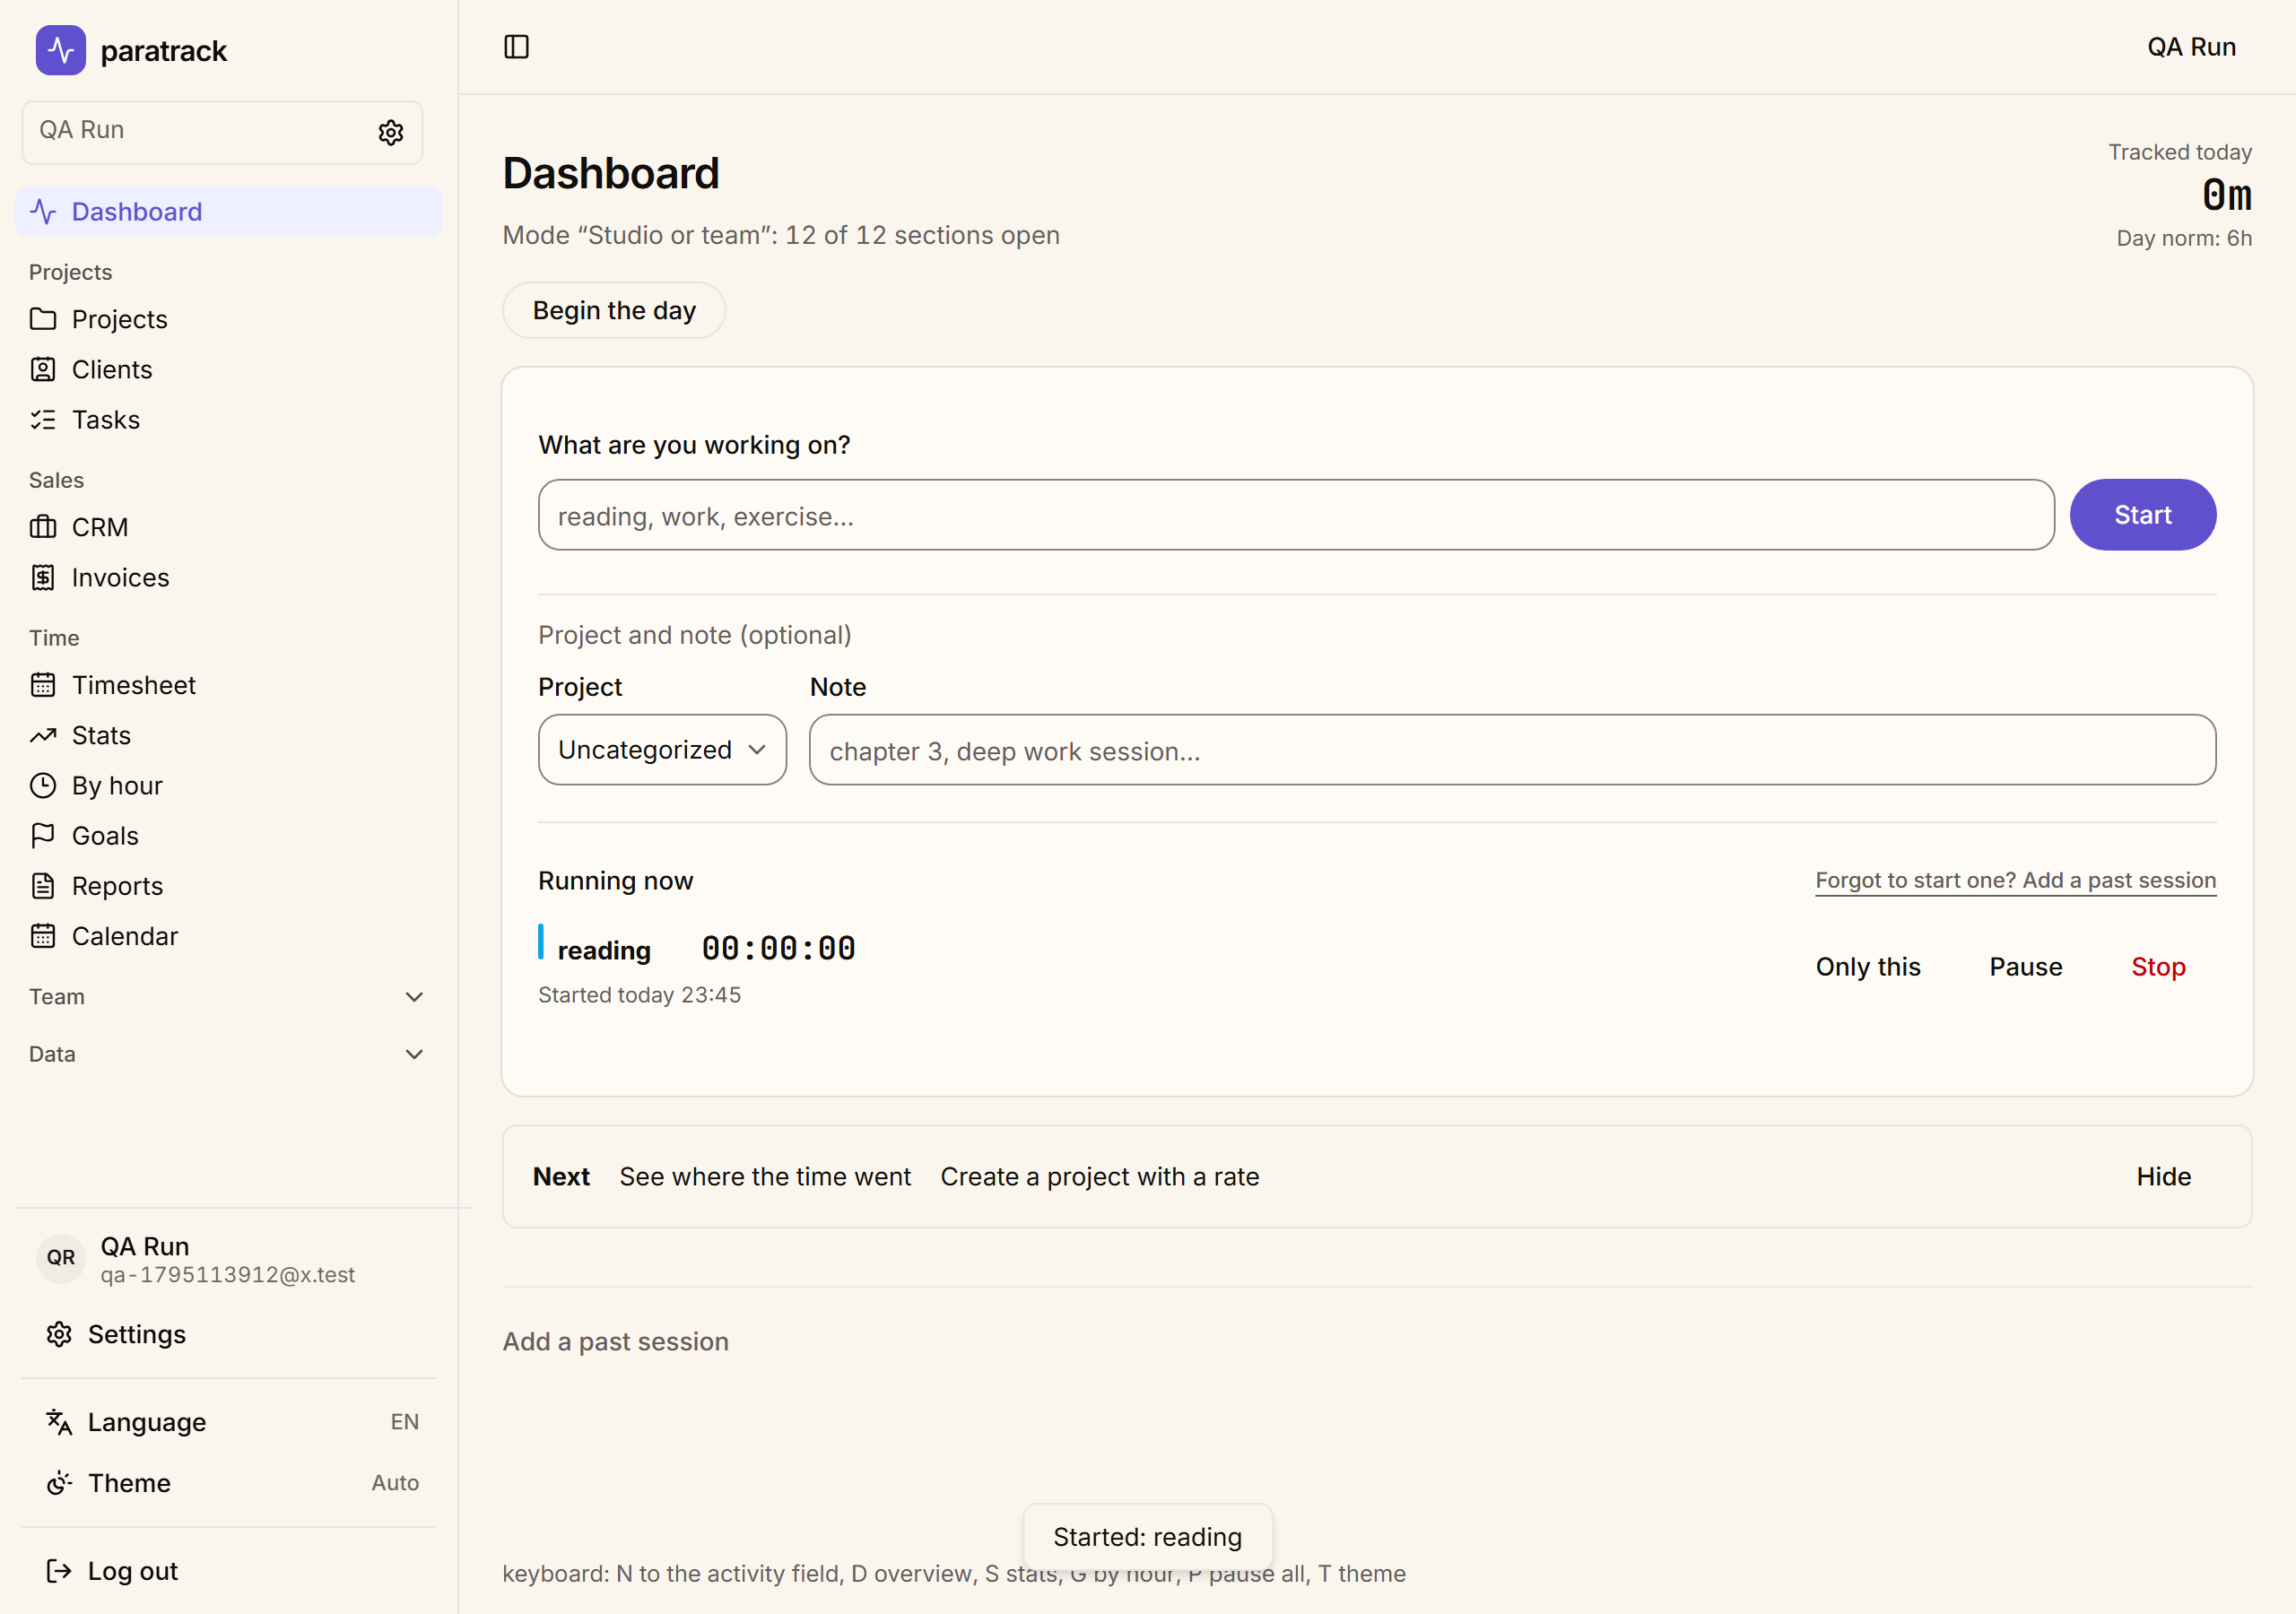 paratrack
QA Run
Dashboard
Projects
Projects
Clients
Tasks
Sales
CRM
Invoices
Time
Timesheet
Stats
By hour
Goals
Reports
Calendar
Team
Data
QR
QA Run
qa-1795113912@x.test
Settings
Language EN
Theme Auto
Log out
QA Run
Dashboard
Mode “Studio or team”: 12 of 12 sections open
Tracked today
0m
Day norm: 6h
Begin the day
What are you working on?
reading, work, exercise...
Start
Project and note (optional)
Project
Note
Uncategorized
chapter 3, deep work session...
Running now
Forgot to start one? Add a past session
reading 00:00:00
Started today 23:45
Only this Pause Stop
Next See where the time went Create a project with a rate Hide
Add a past session
Started: reading
keyboard: N to the activity field, D overview, S stats, G by hour, P pause all, T theme